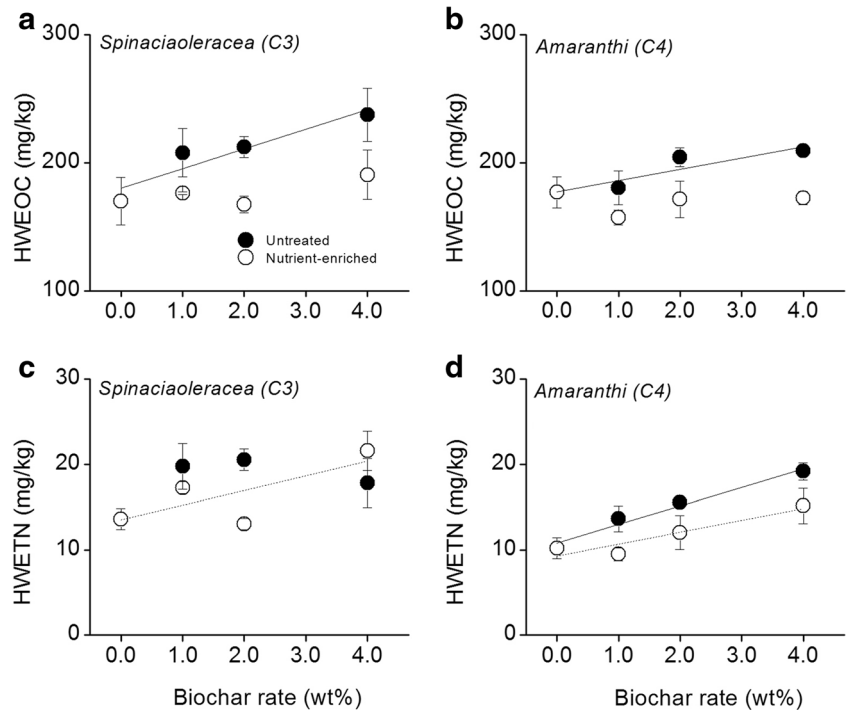 a
Spinaciaoleracea (C3)
300
200
100
HWEOC (mg/kg)
Untreated
Nutrient-enriched
0.0 1.0 2.0 3.0 4.0
b
Amaranthi (C4)
300
200
100
HWEOC (mg/kg)
0.0 1.0 2.0 3.0 4.0
c
Spinaciaoleracea (C3)
30
20
10
0
HWETN (mg/kg)
0.0 1.0 2.0 3.0 4.0
Biochar rate (wt%)
d
Amaranthi (C4)
30
20
10
0
HWETN (mg/kg)
0.0 1.0 2.0 3.0 4.0
Biochar rate (wt%)